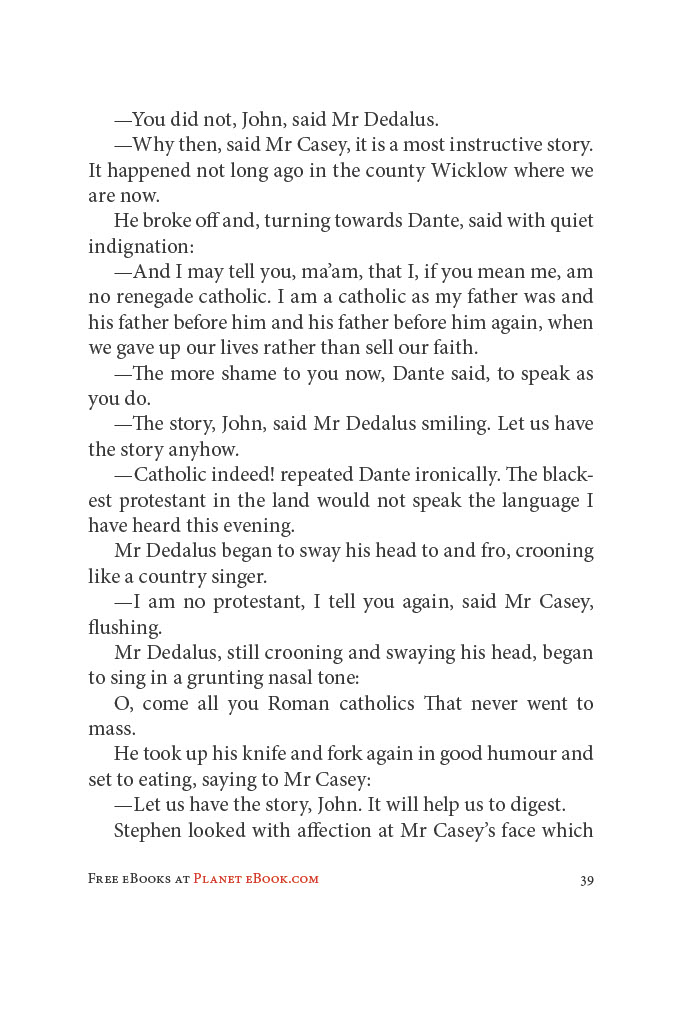 —You did not, John, said Mr Dedalus.
—Why then, said Mr Casey, it is a most instructive story.
It happened not long ago in the county Wicklow where we
are now.
He broke off and, turning towards Dante, said with quiet
indignation:
—And I may tell you, ma’am, that I, if you mean me, am
no renegade catholic. I am a catholic as my father was and
his father before him and his father before him again, when
we gave up our lives rather than sell our faith.
—The more shame to you now, Dante said, to speak as
you do.
—The story, John, said Mr Dedalus smiling. Let us have
the story anyhow.
—Catholic indeed! repeated Dante ironically. The black-
est protestant in the land would not speak the language I
have heard this evening.
Mr Dedalus began to sway his head to and fro, crooning
like a country singer.
—I am no protestant, I tell you again, said Mr Casey,
flushing.
Mr Dedalus, still crooning and swaying his head, began
to sing in a grunting nasal tone:
O, come all you Roman catholics That never went to
mass.
He took up his knife and fork again in good humour and
set to eating, saying to Mr Casey:
—Let us have the story, John. It will help us to digest.
Stephen looked with affection at Mr Casey’s face which
Free eBooks at Planet eBook.com 39